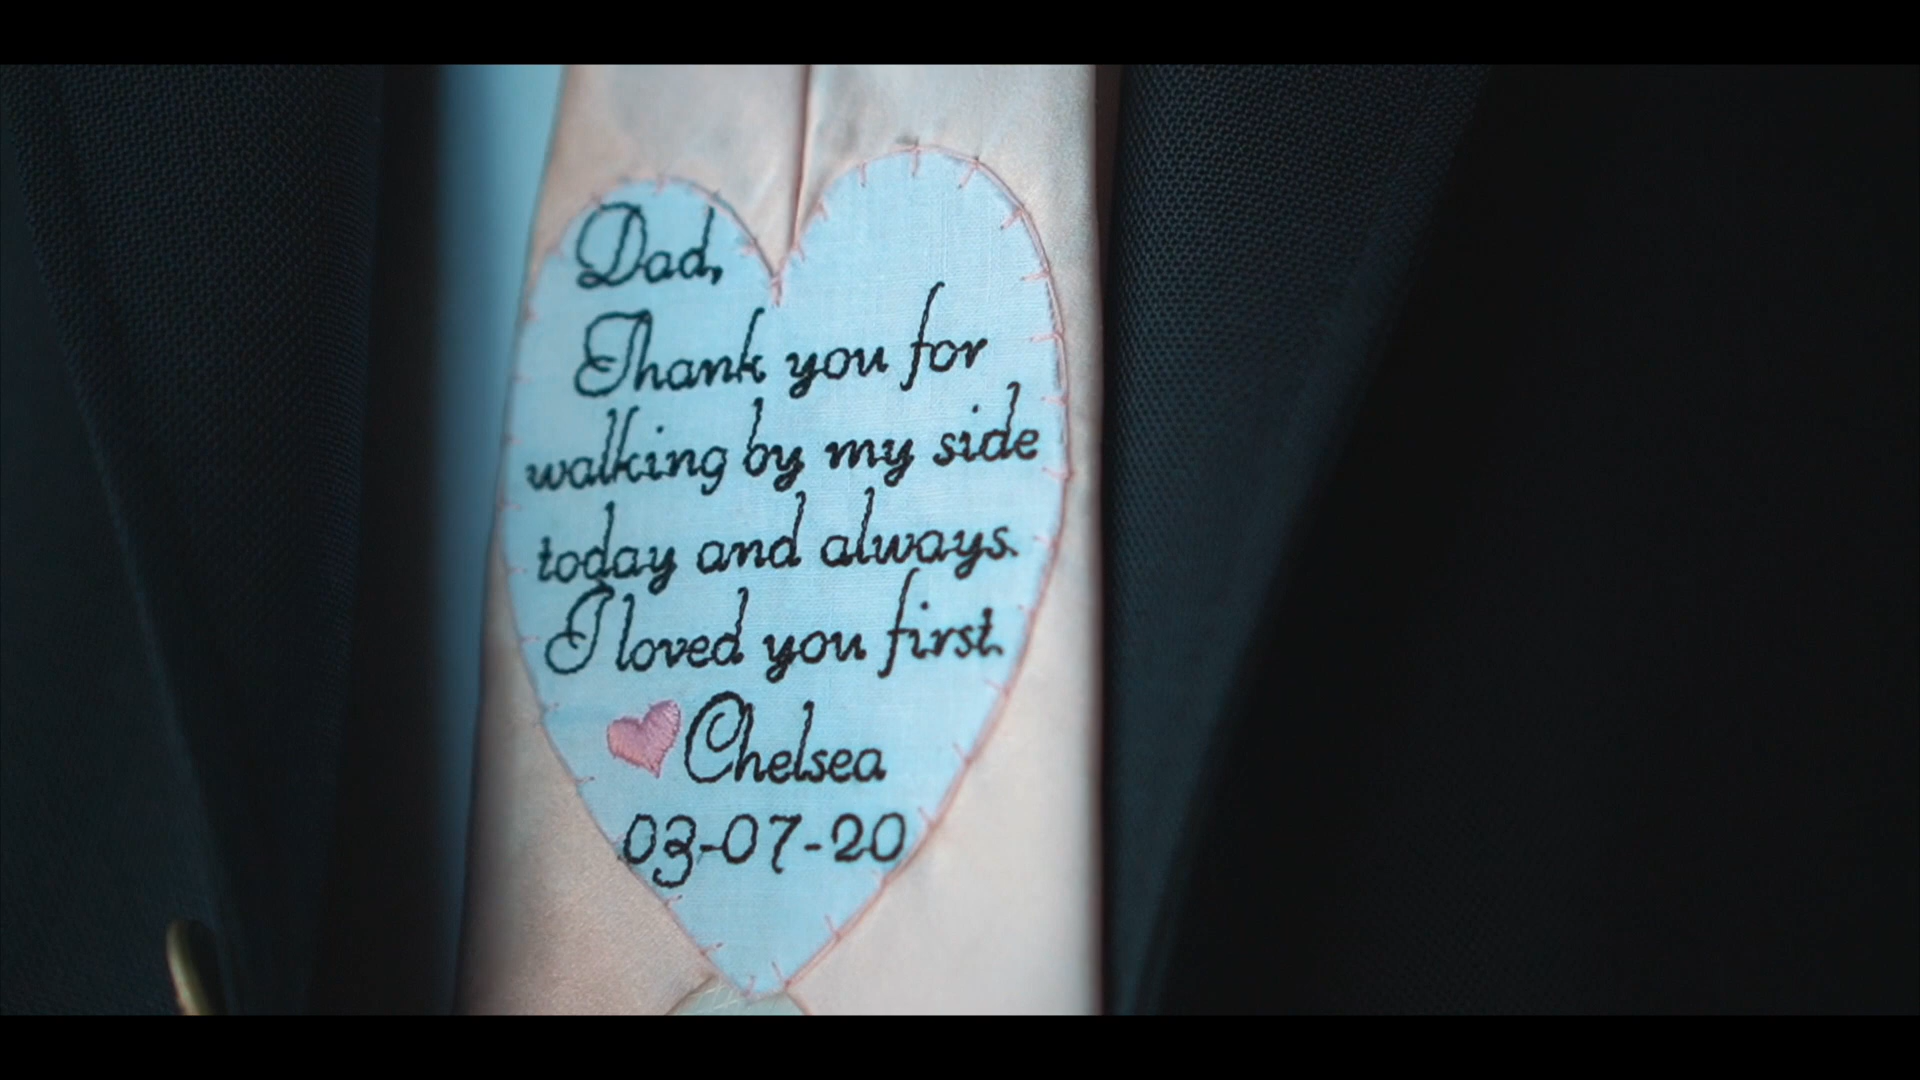 Dad,
Thank you for
walking by my side
today and always.
I loved you first.
Chelsea
03-07-20